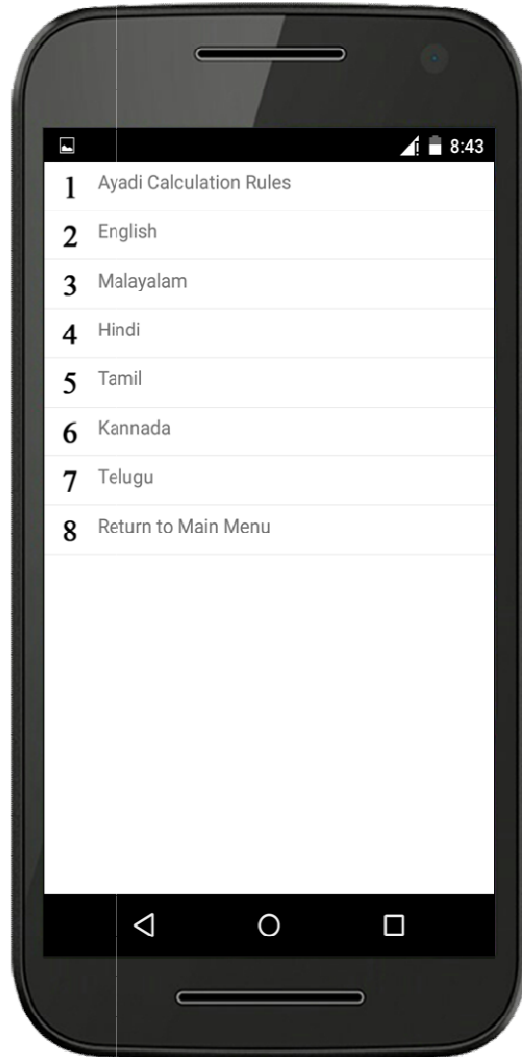 8:43
1 Ayadi Calculation Rules
2 English
3 Malayalam
4 Hindi
5 Tamil
6 Kannada
7 Telugu
8 Return to Main Menu